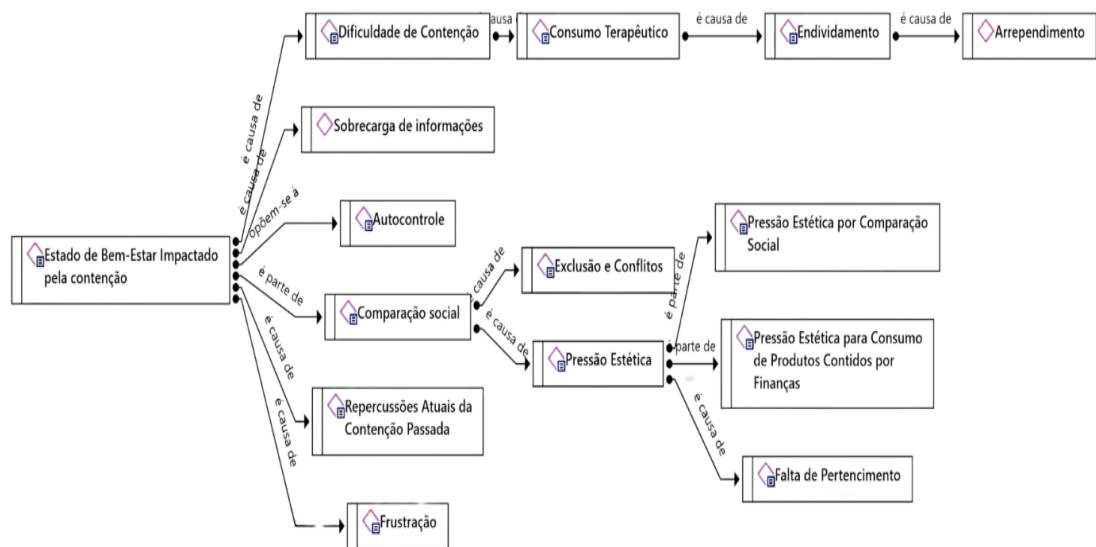 Dificuldade de Contenção
causa
Consumo Terapêutico
é causa de
Endividamento
é causa de
Arrependimento
é causa de
Sobrecarga de informações
é causa de
Autocontrole
opõem-se à
Estado de Bem-Estar Impactado
pela contenção
é parte de
Comparação social
é causa de
Exclusão e Conflitos
é causa de
Pressão Estética
é parte de
Pressão Estética por Comparação
Social
é parte de
Pressão Estética para Consumo
de Produtos Contidos por
Finanças
é causa de
Falta de Pertencimento
é causa de
Repercussões Atuais da
Contenção Passada
é causa de
Frustração